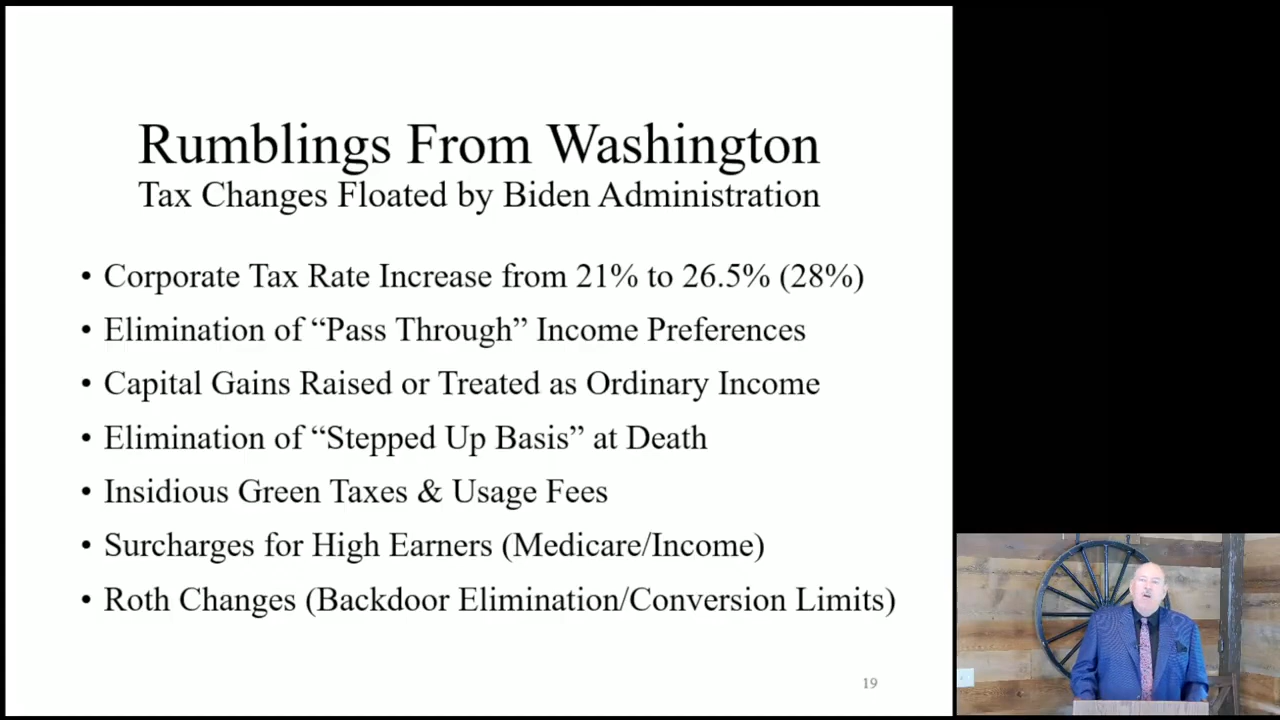 Rumblings From Washington
Tax Changes Floated by Biden Administration
• Corporate Tax Rate Increase from 21% to 26.5% (28%)
• Elimination of “Pass Through” Income Preferences
• Capital Gains Raised or Treated as Ordinary Income
• Elimination of “Stepped Up Basis” at Death
• Insidious Green Taxes & Usage Fees
• Surcharges for High Earners (Medicare/Income)
• Roth Changes (Backdoor Elimination/Conversion Limits)
19